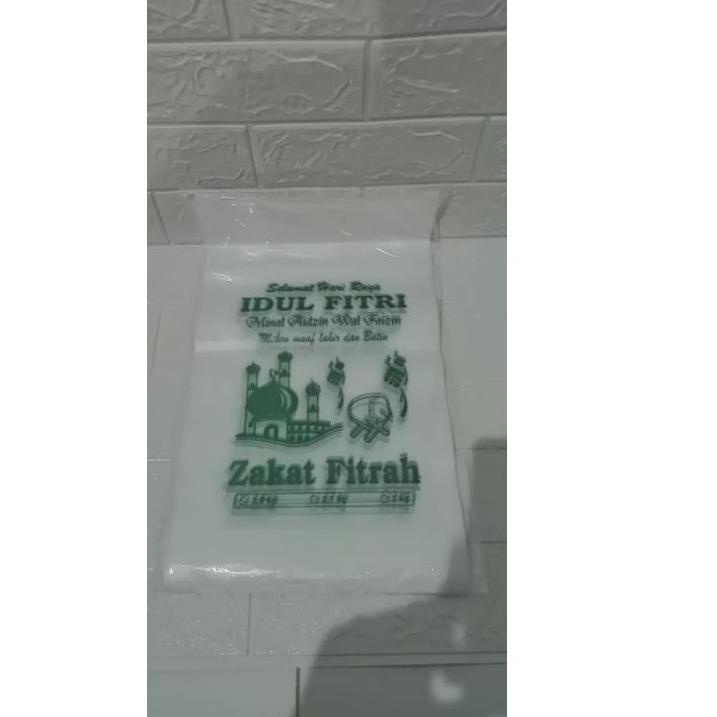 Selamat Hari Raya
IDUL FITRI
Minal Aidzin Wal Faizin
Mohon maaf lahir dan Batin
Zakat Fitrah